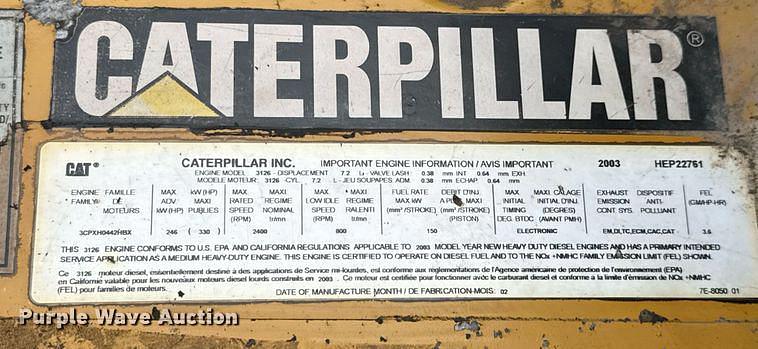 CATERPILLAR®
CAT® CATERPILLAR INC. IMPORTANT ENGINE INFORMATION / AVIS IMPORTANT 2003 HEP22761
ENGINE MODEL 3126 - DISPLACEMENT 7.2 L - VALVE LASH : 0.38 mm INT 0.64 mm EXH.
MODELE MOTEUR : 3126 - CYL. 7.2 L - JEU SOUPAPES ADM. 0.38 mm ECHAP. 0.64 mm
ENGINE FAMILLE MAX. kW(HP) MAX. MAXI MAX. MAXI FUEL RATE DEBIT D'INJ. MAX. MAXI. CALAGE EXHAUST DISPOSITIF FEL
FAMILY DE ADV. MAXI RATED REGIME LOW IDLE REGIME MAX kW A PUIS. MAXI INITIAL INITIAL D'INJ. EMISSION ANTI- (GM/HP-HR)
MOTEURS kW(HP) PUBLIEES SPEED NOMINAL SPEED RALENTI (mm³/STROKE) (mm³/STROKE) TIMING (DEGRES) CONT. SYS. POLLUANT
RPM tr/mn RPM tr/mn (PISTON) DEG. BTDC (AVANT PMH)
3CPXH0442HBX 246 ( 330 ) 2400 800 150 ELECTRONIC EM,DI,TC,ECM,CAC,CAT 3.6
THIS 3126 ENGINE CONFORMS TO U.S. EPA AND CALIFORNIA REGULATIONS APPLICABLE TO 2003 MODEL YEAR NEW HEAVY DUTY DIESEL ENGINES AND HAS A PRIMARY INTENDED
SERVICE APPLICATION AS A MEDIUM HEAVY-DUTY ENGINE. THIS ENGINE IS CERTIFIED TO OPERATE ON DIESEL FUEL AND TO THE NOx +NMHC FAMILY EMISSION LIMIT (FEL) SHOWN.
Ce 3126 moteur diesel, essentiellement destiné à des applications de Service mi-lourdes, est conforme aux réglementations de l'Agence américaine de protection de l'environnement (EPA)
en Californie valable pour les nouveaux moteurs diesel lourds construits en 2003 . Ce moteur est certifié pour fonctionner avec le carburant diesel et conforme à la limite d'émission de NOx +NMHC
(FEL) pour familles de moteurs.
DATE OF MANUFACTURE MONTH / DE FABRICATION-MOIS: 02 7E-8050 01
Purple Wave Auction